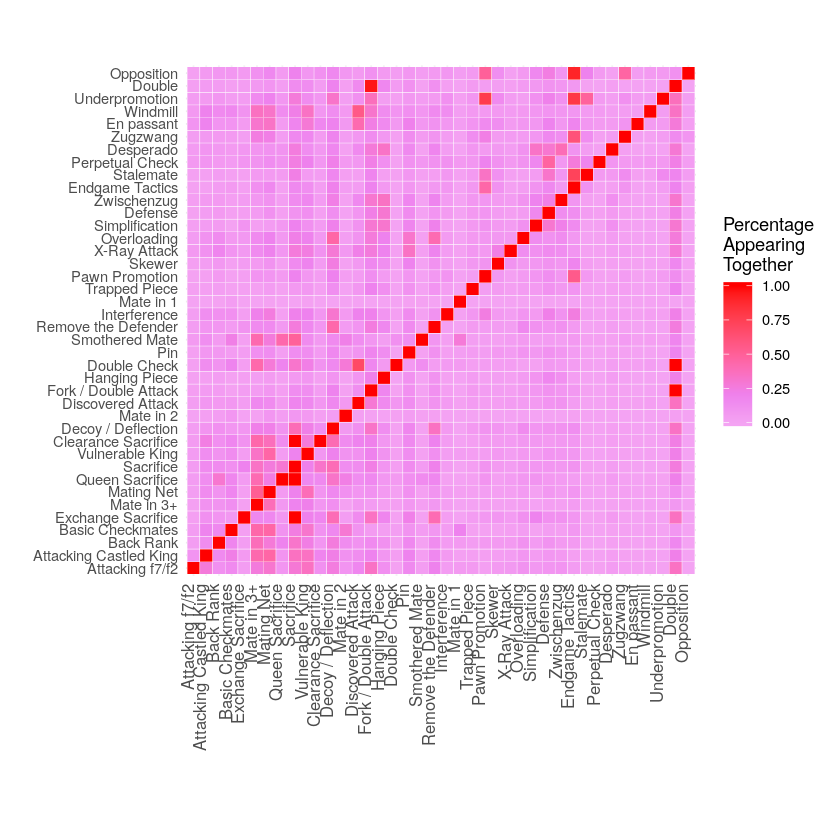 Opposition
Double
Underpromotion
Windmill
En passant
Zugzwang
Desperado
Perpetual Check
Stalemate
Endgame Tactics
Zwischenzug
Defense
Simplification
Overloading
X-Ray Attack
Skewer
Pawn Promotion
Trapped Piece
Mate in 1
Interference
Remove the Defender
Smothered Mate
Pin
Double Check
Hanging Piece
Fork / Double Attack
Discovered Attack
Mate in 2
Decoy / Deflection
Clearance Sacrifice
Vulnerable King
Sacrifice
Queen Sacrifice
Mating Net
Mate in 3+
Exchange Sacrifice
Basic Checkmates
Back Rank
Attacking Castled King
Attacking f7/f2
Attacking f7/f2
Attacking Castled King
Back Rank
Basic Checkmates
Exchange Sacrifice
Mate in 3+
Mating Net
Queen Sacrifice
Sacrifice
Vulnerable King
Clearance Sacrifice
Decoy / Deflection
Mate in 2
Discovered Attack
Fork / Double Attack
Hanging Piece
Double Check
Pin
Smothered Mate
Remove the Defender
Interference
Mate in 1
Trapped Piece
Pawn Promotion
Skewer
X-Ray Attack
Overloading
Simplification
Defense
Zwischenzug
Endgame Tactics
Stalemate
Perpetual Check
Desperado
Zugzwang
En passant
Windmill
Underpromotion
Double
Opposition
Percentage
Appearing
Together
1.00
0.75
0.50
0.25
0.00